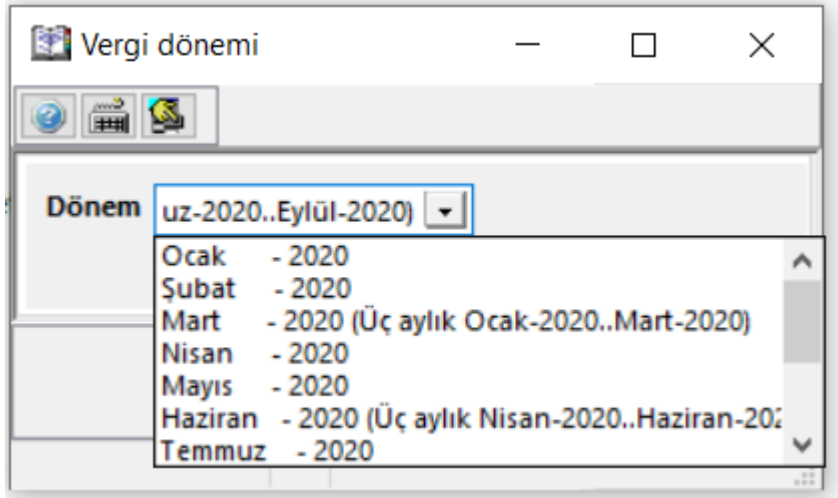 Vergi dönemi
Dönem uz-2020..Eylül-2020)
Ocak - 2020
Şubat - 2020
Mart - 2020 (Üç aylık Ocak-2020..Mart-2020)
Nisan - 2020
Mayıs - 2020
Haziran - 2020 (Üç aylık Nisan-2020..Haziran-202
Temmuz - 2020